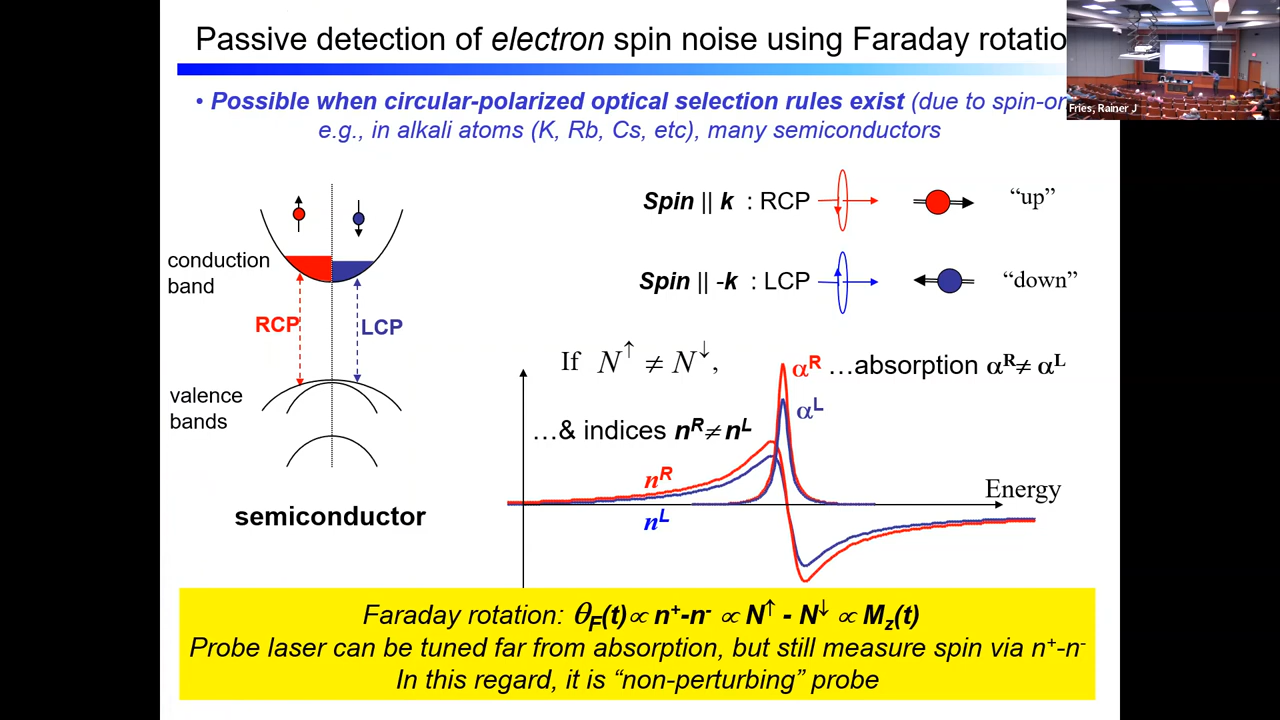 Passive detection of electron spin noise using Faraday rotatio
Fries, Rainer J
• Possible when circular-polarized optical selection rules exist (due to spin-or
e.g., in alkali atoms (K, Rb, Cs, etc), many semiconductors
Spin || k : RCP
“up”
Spin || -k : LCP
“down”
conduction
band
RCP
LCP
valence
bands
semiconductor
If N↑ ≠ N↓,
αR …absorption αR≠ αL
αL
…& indices nR≠nL
nR
nL
Energy
Faraday rotation: θF(t)∝ n+-n- ∝ N↑ - N↓ ∝ Mz(t)
Probe laser can be tuned far from absorption, but still measure spin via n+-n-
In this regard, it is “non-perturbing” probe